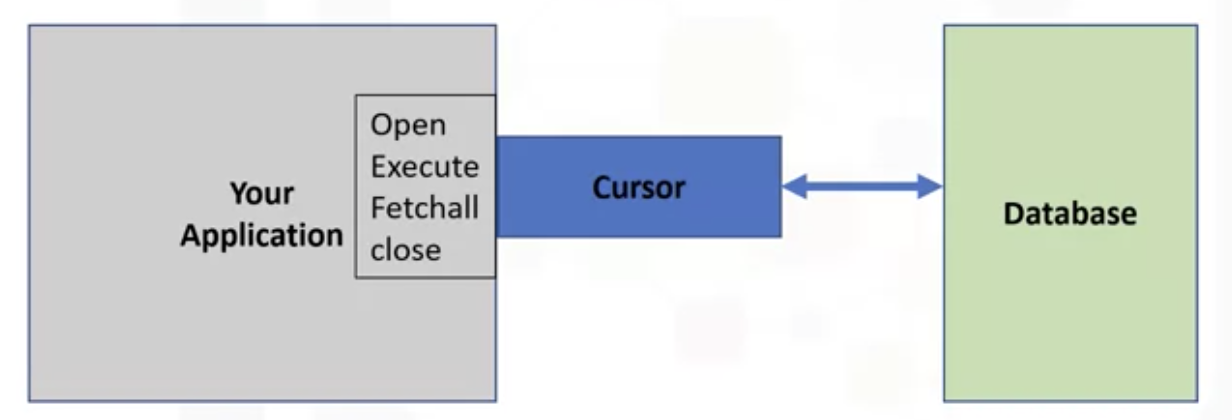 Your
Application
Open
Execute
Fetchall
close
Cursor
Database